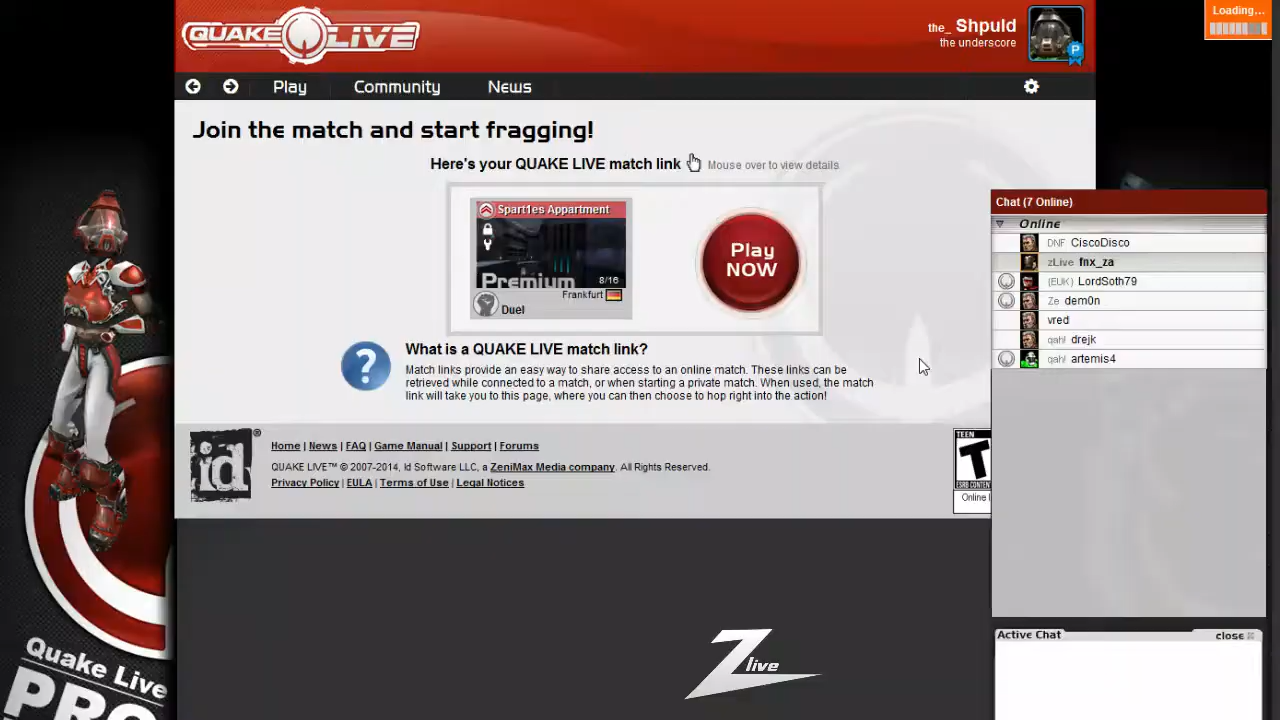 QUAKE LIVE
the_ Shpuld
the underscore
P
Loading...
Play
Community
News
Join the match and start fragging!
Here's your QUAKE LIVE match link
Mouse over to view details
Spart1es Appartment
Premium
8/16
Frankfurt
Duel
Play
NOW
What is a QUAKE LIVE match link?
Match links provide an easy way to share access to an online match. These links can be
retrieved while connected to a match, or when starting a private match. When used, the match
link will take you to this page, where you can then choose to hop right into the action!
id
®
Home | News | FAQ | Game Manual | Support | Forums
QUAKE LIVE™ © 2007-2014, Id Software LLC, a ZeniMax Media company. All Rights Reserved.
Privacy Policy | EULA | Terms of Use | Legal Notices
TEEN
T
ESRB CONTENT
Online I
Chat (7 Online)
Online
DNF CiscoDisco
zLive fnx_za
(EUK) LordSoth79
Ze dem0n
vred
qah! drejk
qah! artemis4
Active Chat
close
Quake Live
PRO
Zlive